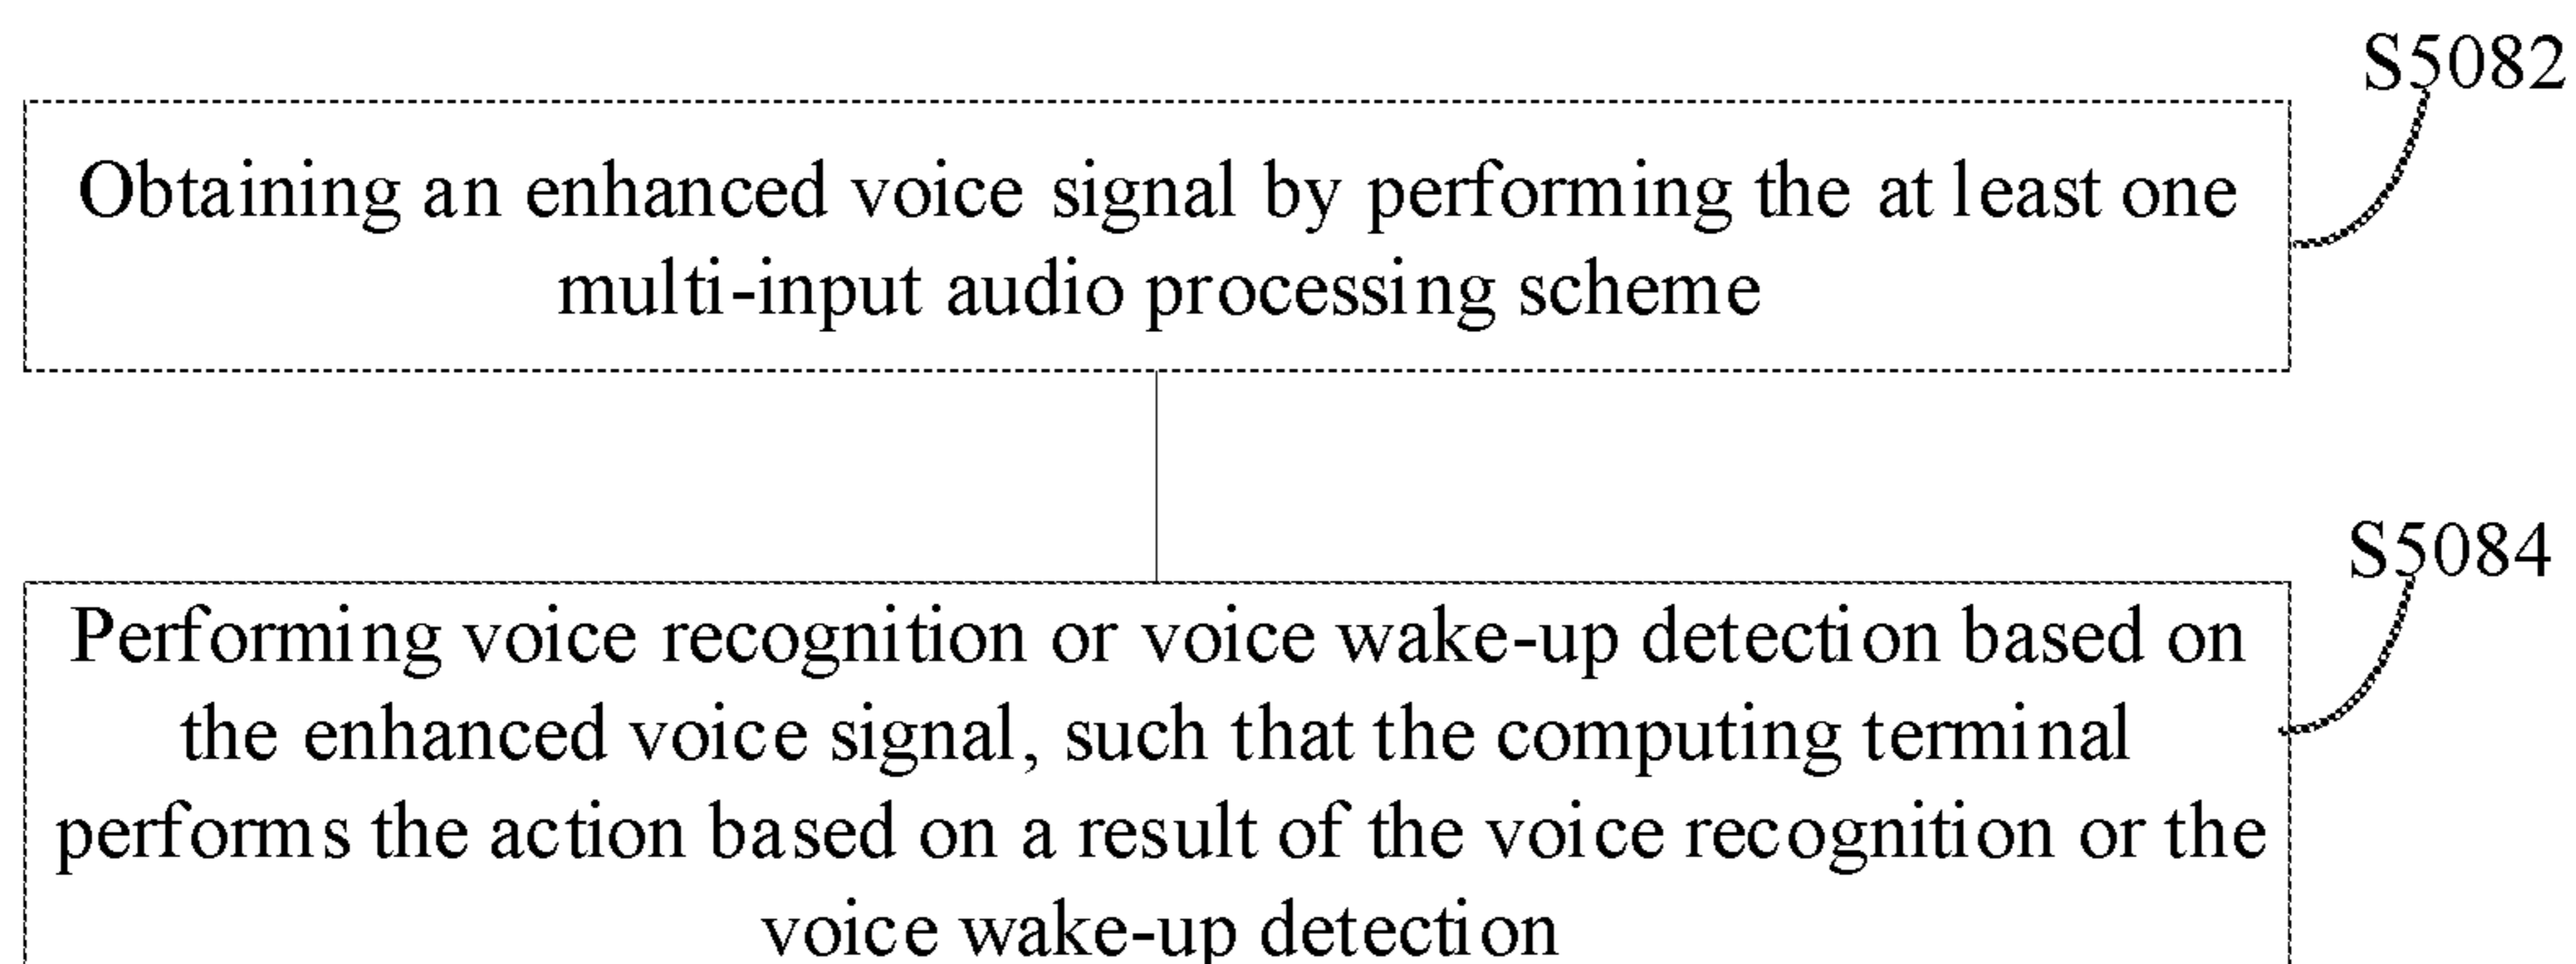 S5082
Obtaining an enhanced voice signal by performing the at least one
multi-input audio processing scheme
S5084
Performing voice recognition or voice wake-up detection based on
the enhanced voice signal, such that the computing terminal
performs the action based on a result of the voice recognition or the
voice wake-up detection